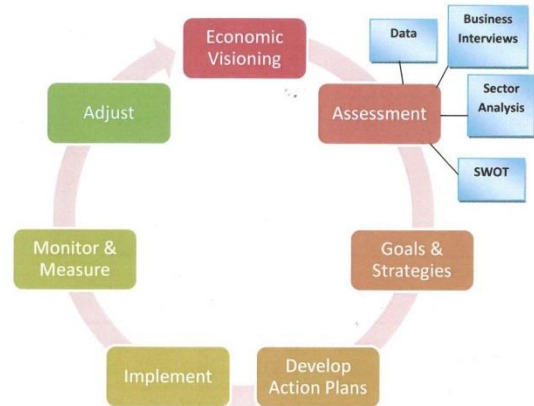 Economic
Visioning
Data
Business
Interviews
Assessment
Sector
Analysis
SWOT
Goals &
Strategies
Develop
Action Plans
Implement
Monitor &
Measure
Adjust